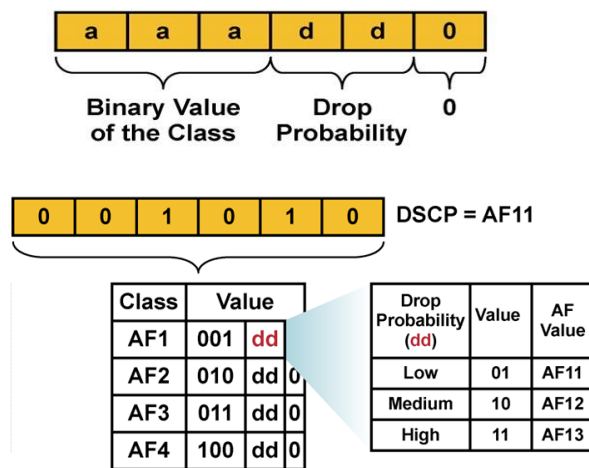 a a a d d 0
Binary Value of the Class
Drop Probability
0
0 0 1 0 1 0 DSCP = AF11
Class Value
AF1 001 dd
AF2 010 dd 0
AF3 011 dd 0
AF4 100 dd 0
Drop Probability (dd) Value AF Value
Low 01 AF11
Medium 10 AF12
High 11 AF13